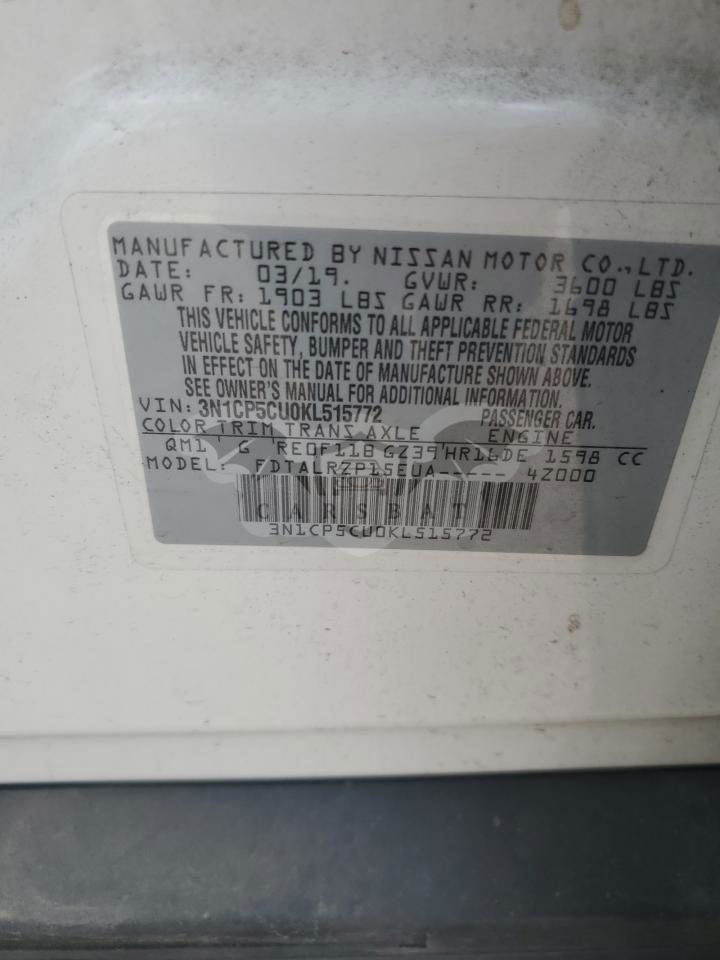 MANUFACTURED BY NISSAN MOTOR CO., LTD.
DATE: 03/19. GVWR: 3600 LBS
GAWR FR: 1903 LBS GAWR RR: 1698 LBS
THIS VEHICLE CONFORMS TO ALL APPLICABLE FEDERAL MOTOR
VEHICLE SAFETY, BUMPER AND THEFT PREVENTION STANDARDS
IN EFFECT ON THE DATE OF MANUFACTURE SHOWN ABOVE.
SEE OWNER'S MANUAL FOR ADDITIONAL INFORMATION.
VIN: 3N1CP5CU0KL515772 PASSENGER CAR.
COLOR TRIM TRANS AXLE ENGINE
QM1 G RE0F11B GZ39 HR16DE 1598 CC
MODEL: FDTALRZP15EUA----- 4Z000
CARSBAT
3N1CP5CU0KL515772